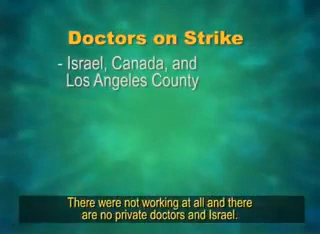 Doctors on Strike
- Israel, Canada, and
Los Angeles County
There were not working at all and there
are no private doctors and Israel.